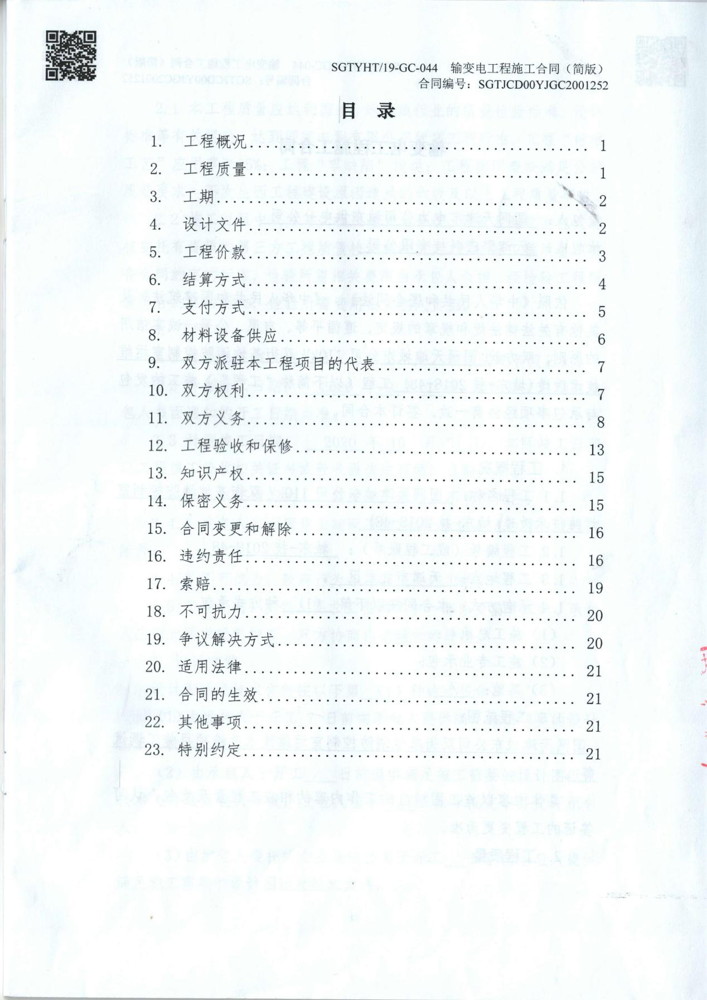 SGTYHT/19-GC-044 输变电工程施工合同（简版）
合同编号：SGTJCD00YJGC2001252
目 录
1. 工程概况 1
2. 工程质量 1
3. 工期 2
4. 设计文件 2
5. 工程价款 3
6. 结算方式 4
7. 支付方式 5
8. 材料设备供应 6
9. 双方派驻本工程项目的代表 7
10. 双方权利 7
11. 双方义务 8
12. 工程验收和保修 13
13. 知识产权 15
14. 保密义务 15
15. 合同变更和解除 16
16. 违约责任 16
17. 索赔 19
18. 不可抗力 20
19. 争议解决方式 20
20. 适用法律 21
21. 合同的生效 21
22. 其他事项 21
23. 特别约定 21